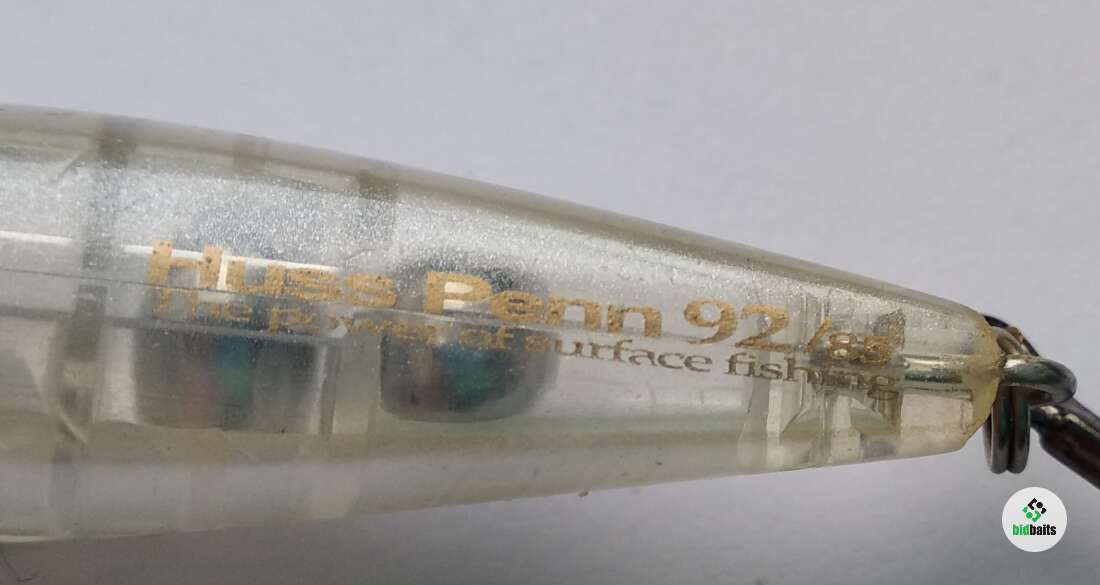 Huss Penn 92/85
The power of surface fishing
bidbaits